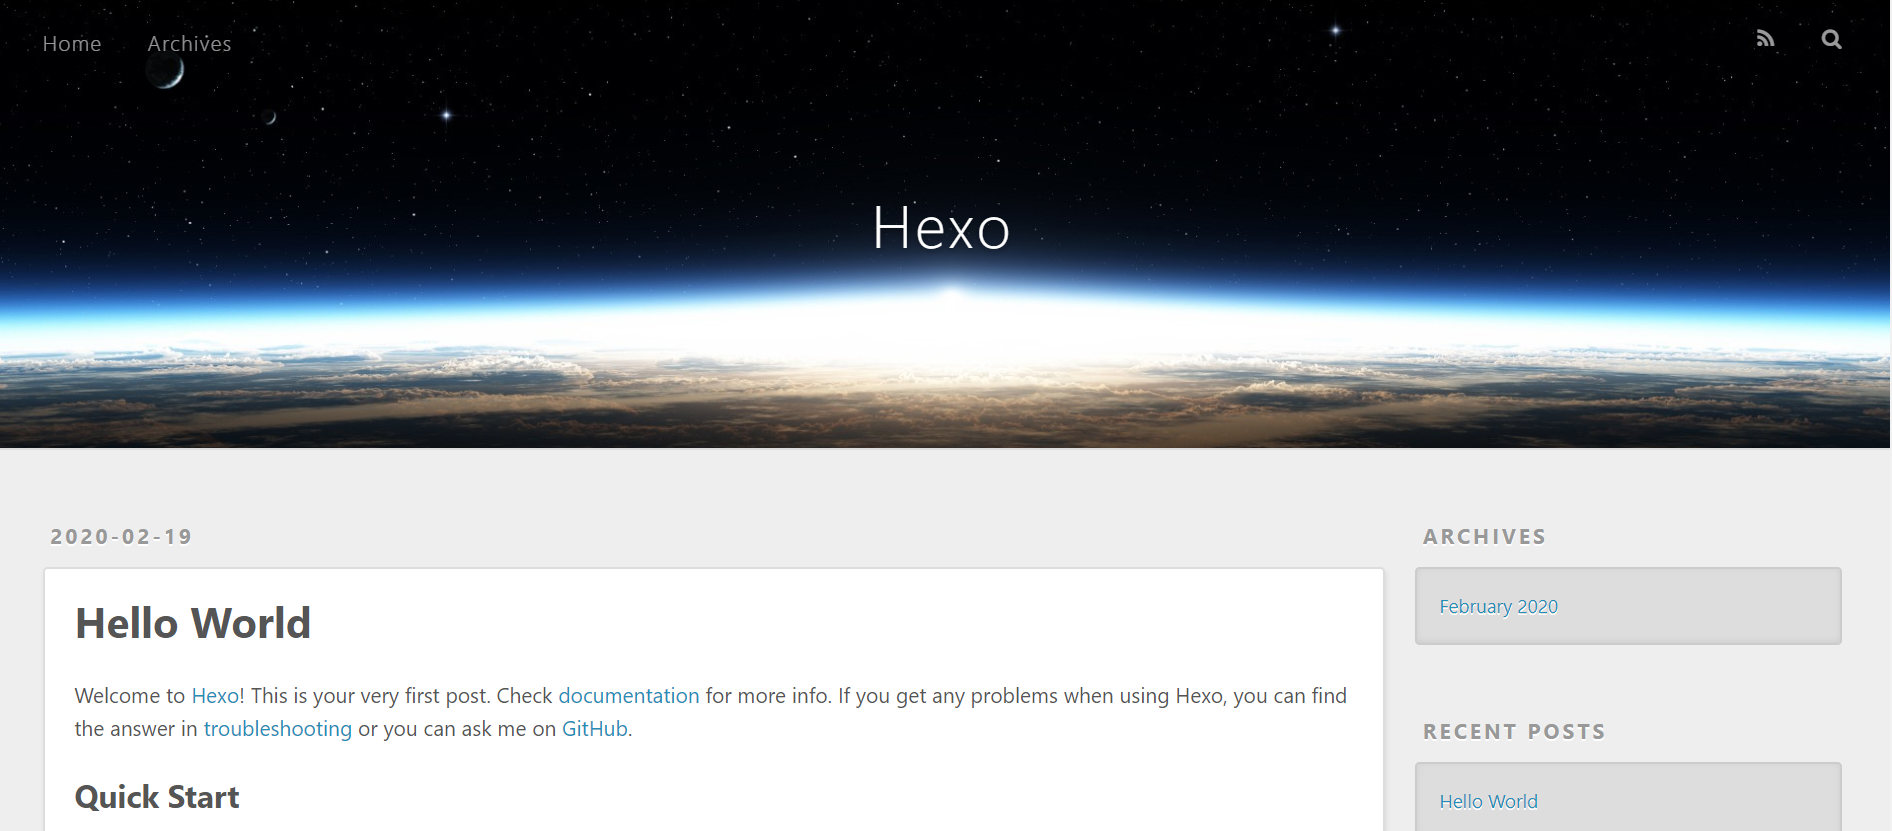 Home Archives
Hexo
2020-02-19
Hello World
Welcome to Hexo! This is your very first post. Check documentation for more info. If you get any problems when using Hexo, you can find
the answer in troubleshooting or you can ask me on GitHub.
Quick Start
ARCHIVES
February 2020
RECENT POSTS
Hello World